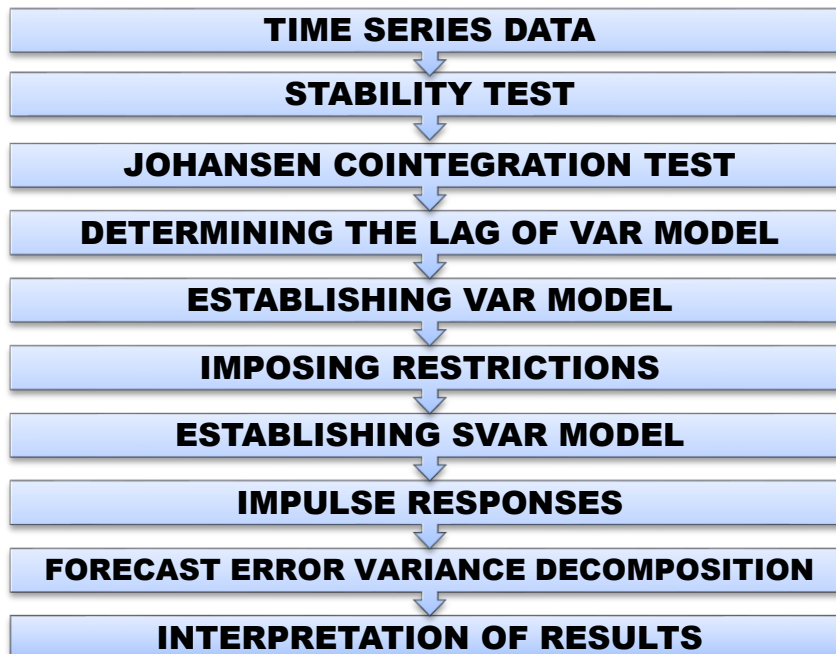 TIME SERIES DATA
STABILITY TEST
JOHANSEN COINTEGRATION TEST
DETERMINING THE LAG OF VAR MODEL
ESTABLISHING VAR MODEL
IMPOSING RESTRICTIONS
ESTABLISHING SVAR MODEL
IMPULSE RESPONSES
FORECAST ERROR VARIANCE DECOMPOSITION
INTERPRETATION OF RESULTS